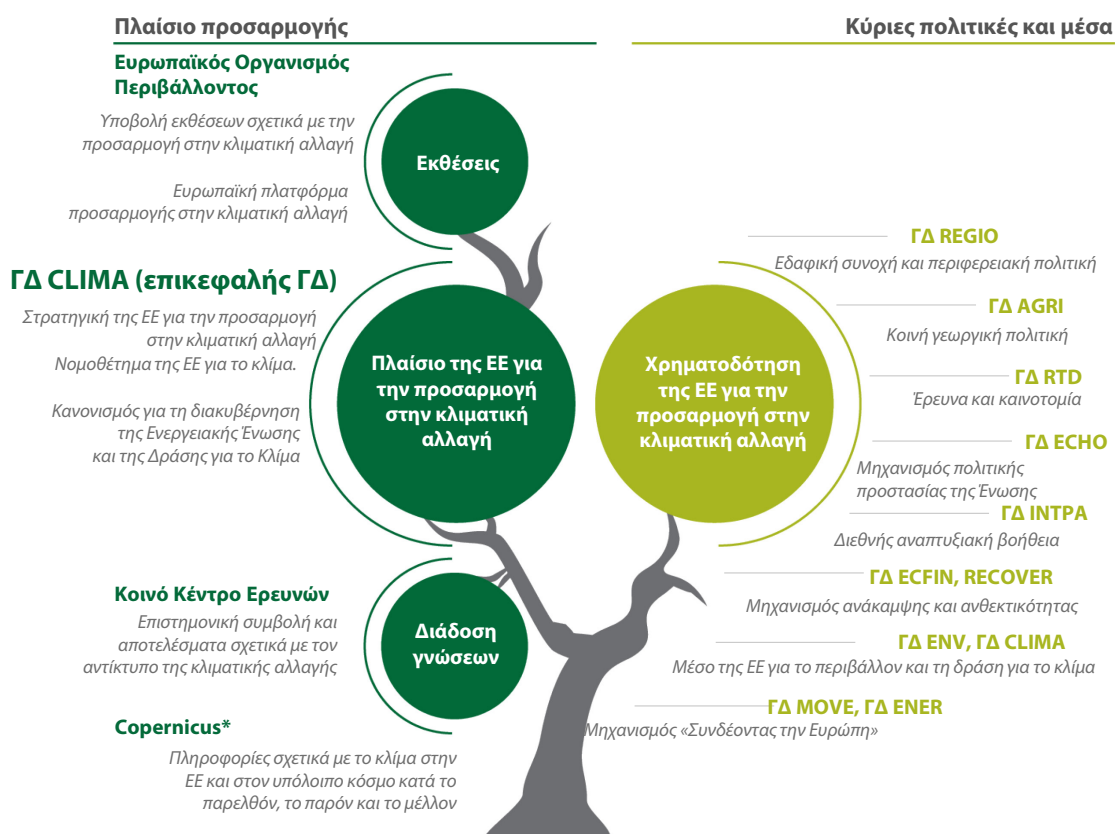 Πλαίσιο προσαρμογής
Κύριες πολιτικές και μέσα
Ευρωπαϊκός Οργανισμός
Περιβάλλοντος
Υποβολή εκθέσεων σχετικά με την
προσαρμογή στην κλιματική αλλαγή
Ευρωπαϊκή πλατφόρμα
προσαρμογής στην κλιματική αλλαγή
Εκθέσεις
ΓΔ CLIMA (επικεφαλής ΓΔ)
Στρατηγική της ΕΕ για την προσαρμογή
στην κλιματική αλλαγή
Νομοθέτημα της ΕΕ για το κλίμα.
Κανονισμός για τη διακυβέρνηση
της Ενεργειακής Ένωσης
και της Δράσης για το Κλίμα
Πλαίσιο της ΕΕ για
την προσαρμογή
στην κλιματική
αλλαγή
Κοινό Κέντρο Ερευνών
Επιστημονική συμβολή και
αποτελέσματα σχετικά με τον
αντίκτυπο της κλιματικής αλλαγής
Διάδοση
γνώσεων
Copernicus*
Πληροφορίες σχετικά με το κλίμα στην
ΕΕ και στον υπόλοιπο κόσμο κατά το
παρελθόν, το παρόν και το μέλλον
Χρηματοδότηση
της ΕΕ για την
προσαρμογή στην
κλιματική αλλαγή
ΓΔ REGIO
Εδαφική συνοχή και περιφερειακή πολιτική
ΓΔ AGRI
Κοινή γεωργική πολιτική
ΓΔ RTD
Έρευνα και καινοτομία
ΓΔ ECHO
Μηχανισμός πολιτικής
προστασίας της Ένωσης
ΓΔ INTPA
Διεθνής αναπτυξιακή βοήθεια
ΓΔ ECFIN, RECOVER
Μηχανισμός ανάκαμψης και ανθεκτικότητας
ΓΔ ENV, ΓΔ CLIMA
Μέσο της ΕΕ για το περιβάλλον και τη δράση για το κλίμα
ΓΔ MOVE, ΓΔ ENER
Μηχανισμός «Συνδέοντας την Ευρώπη»